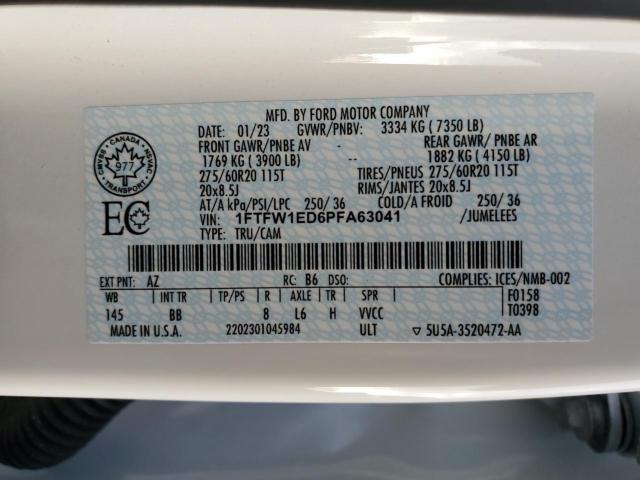 MFD. BY FORD MOTOR COMPANY
DATE: 01/23 GVWR/PNBV: 3334 KG ( 7350 LB)
FRONT GAWR/PNBE AV REAR GAWR/ PNBE AR
1769 KG ( 3900 LB) -- 1882 KG ( 4150 LB)
275/60R20 115T TIRES/PNEUS 275/60R20 115T
20x8.5J RIMS/JANTES 20x8.5J
AT/A kPa/PSI/LPC 250/ 36 COLD/A FROID 250/ 36
VIN: 1FTFW1ED6PFA63041 /JUMELEES
TYPE: TRU/CAM
CMVSS CANADA NSVAC
977
TRANSPORT
EC
EXT PNT: AZ RC: B6 DSO: COMPLIES: ICES/NMB-002
WB INT TR TP/PS R AXLE TR SPR F0158
145 BB 8 L6 H VVCC T0398
MADE IN U.S.A. 2202301045984 ULT ▽ 5U5A-3520472-AA